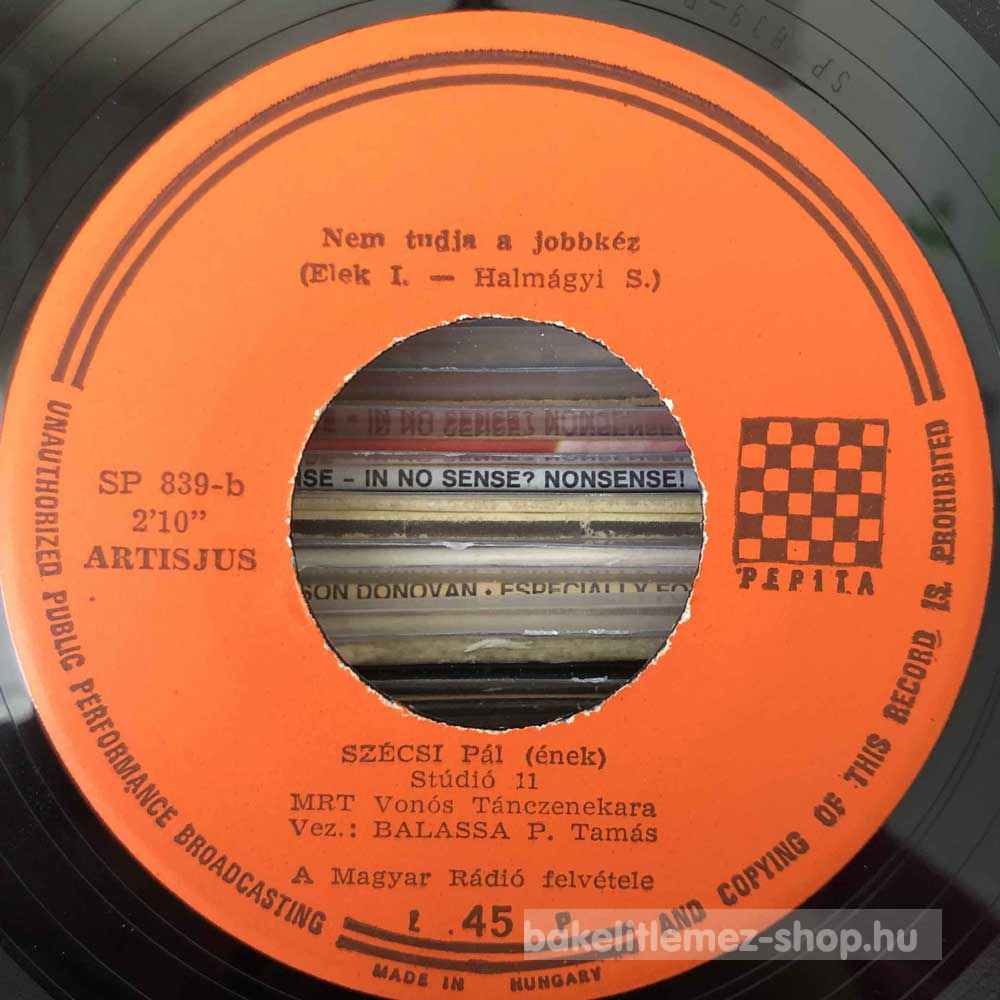 Nem tudja a jobbkéz
(Elek I. — Halmágyi S.)
SP 839-b
2'10"
ARTISJUS
PEPITA
SE – IN NO SENSE? NONSENSE!
SON DONOVAN • ESPECIALLY FO
SZÉCSI Pál (ének)
Stúdió 11
MRT Vonós Tánczenekara
Vez.: BALASSA P. Tamás
A Magyar Rádió felvétele
45
UNAUTHORIZED PUBLIC PERFORMANCE BROADCASTING AND COPYING OF THIS RECORD IS PROHIBITED
MADE IN HUNGARY
bakelitlemez-shop.hu